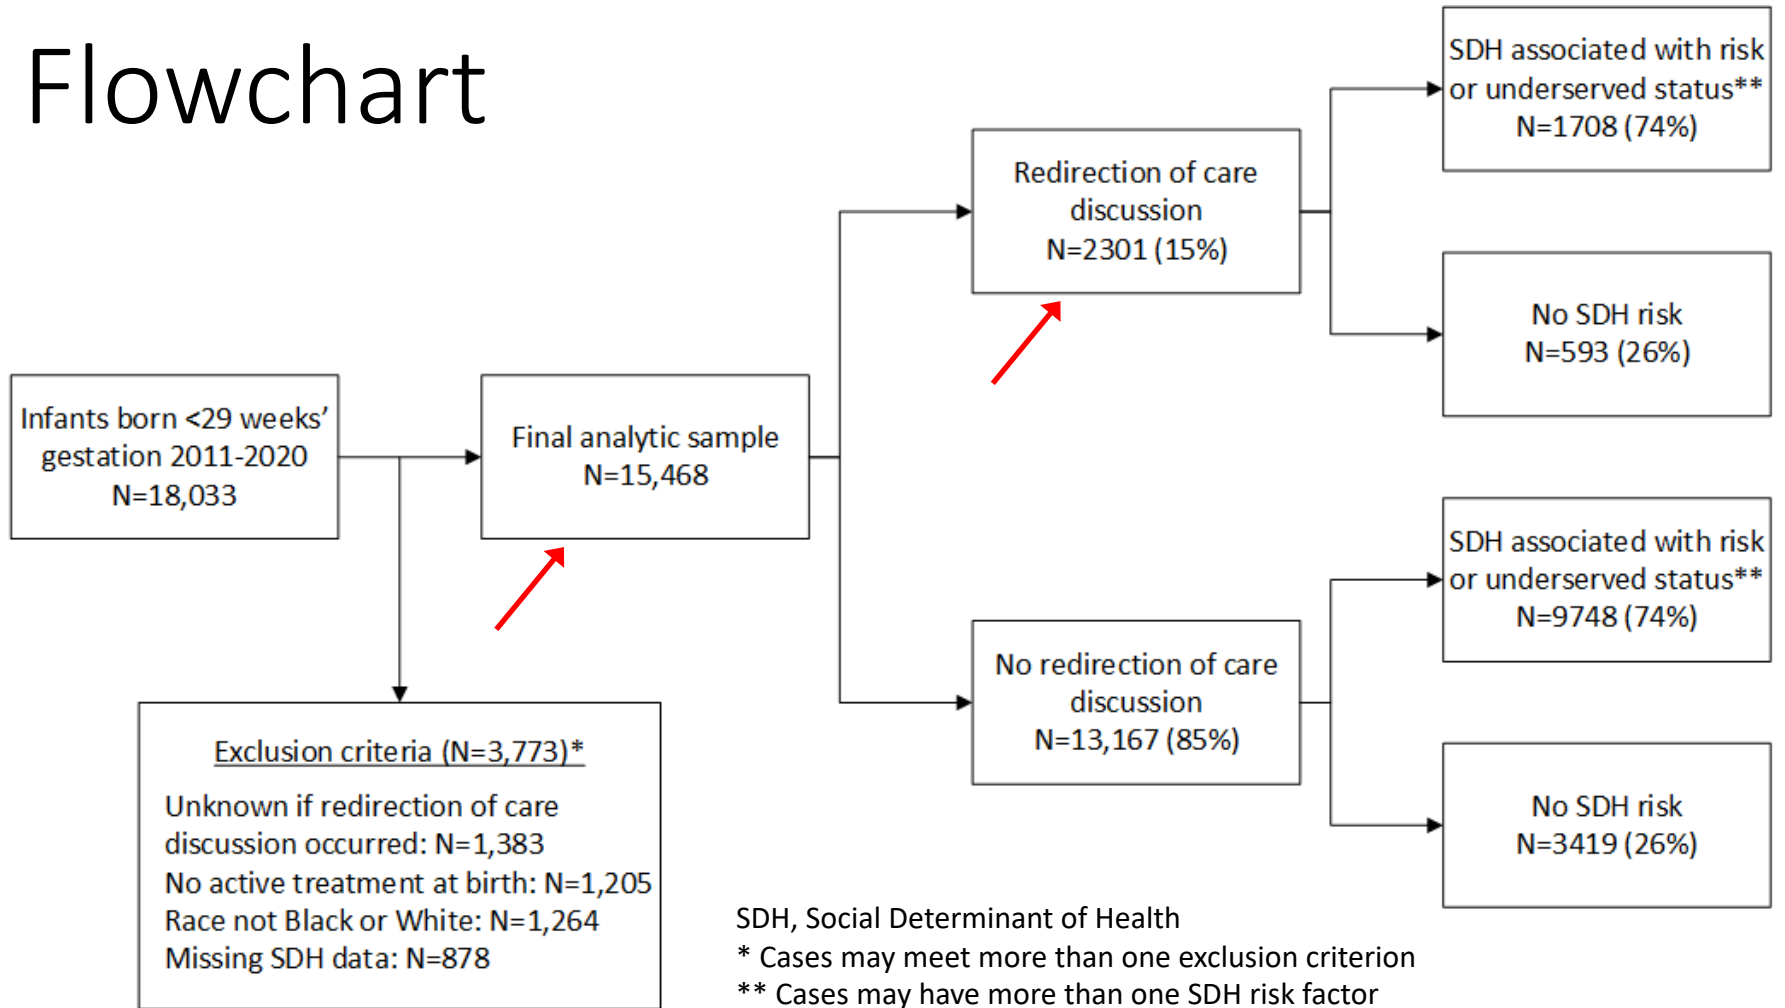 Flowchart
Infants born <29 weeks’
gestation 2011-2020
N=18,033
Exclusion criteria (N=3,773)*
Unknown if redirection of care
discussion occurred: N=1,383
No active treatment at birth: N=1,205
Race not Black or White: N=1,264
Missing SDH data: N=878
Final analytic sample
N=15,468
Redirection of care
discussion
N=2301 (15%)
No redirection of care
discussion
N=13,167 (85%)
SDH associated with risk
or underserved status**
N=1708 (74%)
No SDH risk
N=593 (26%)
SDH associated with risk
or underserved status**
N=9748 (74%)
No SDH risk
N=3419 (26%)
SDH, Social Determinant of Health
* Cases may meet more than one exclusion criterion
** Cases may have more than one SDH risk factor